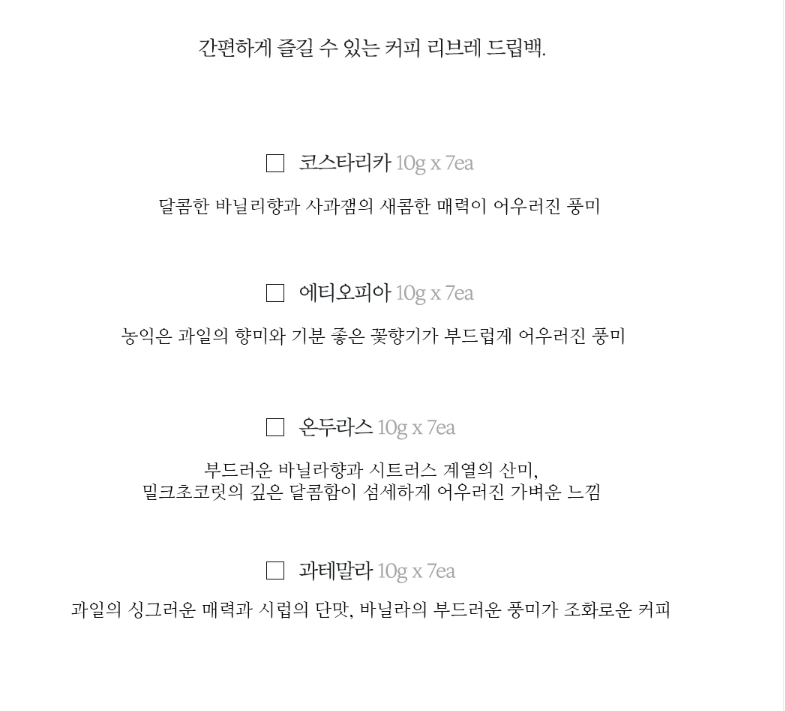 간편하게 즐길 수 있는 커피 리브레 드립백.
코스타리카 10g x 7ea
달콤한 바닐리향과 사과잼의 새콤한 매력이 어우러진 풍미
에티오피아 10g x 7ea
농익은 과일의 향미와 기분 좋은 꽃향기가 부드럽게 어우러진 풍미
온두라스 10g x 7ea
부드러운 바닐라향과 시트러스 계열의 산미,
밀크초코릿의 깊은 달콤함이 섬세하게 어우러진 가벼운 느낌
과테말라 10g x 7ea
과일의 싱그러운 매력과 시럽의 단맛, 바닐라의 부드러운 풍미가 조화로운 커피